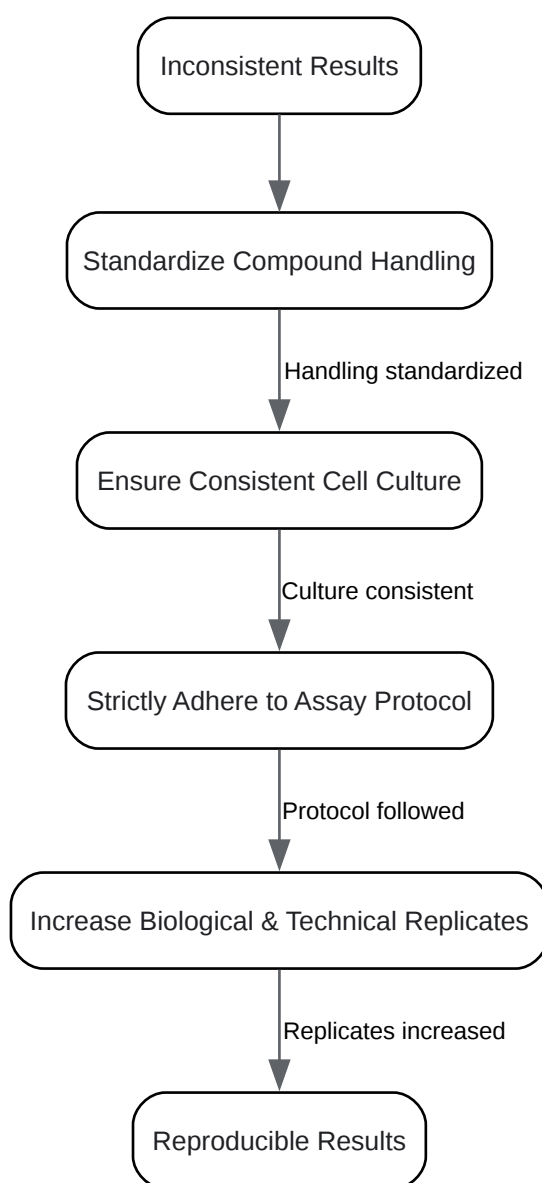 Inconsistent Results
Standardize Compound Handling
Handling standardized
Ensure Consistent Cell Culture
Culture consistent
Strictly Adhere to Assay Protocol
Protocol followed
Increase Biological & Technical Replicates
Replicates increased
Reproducible Results